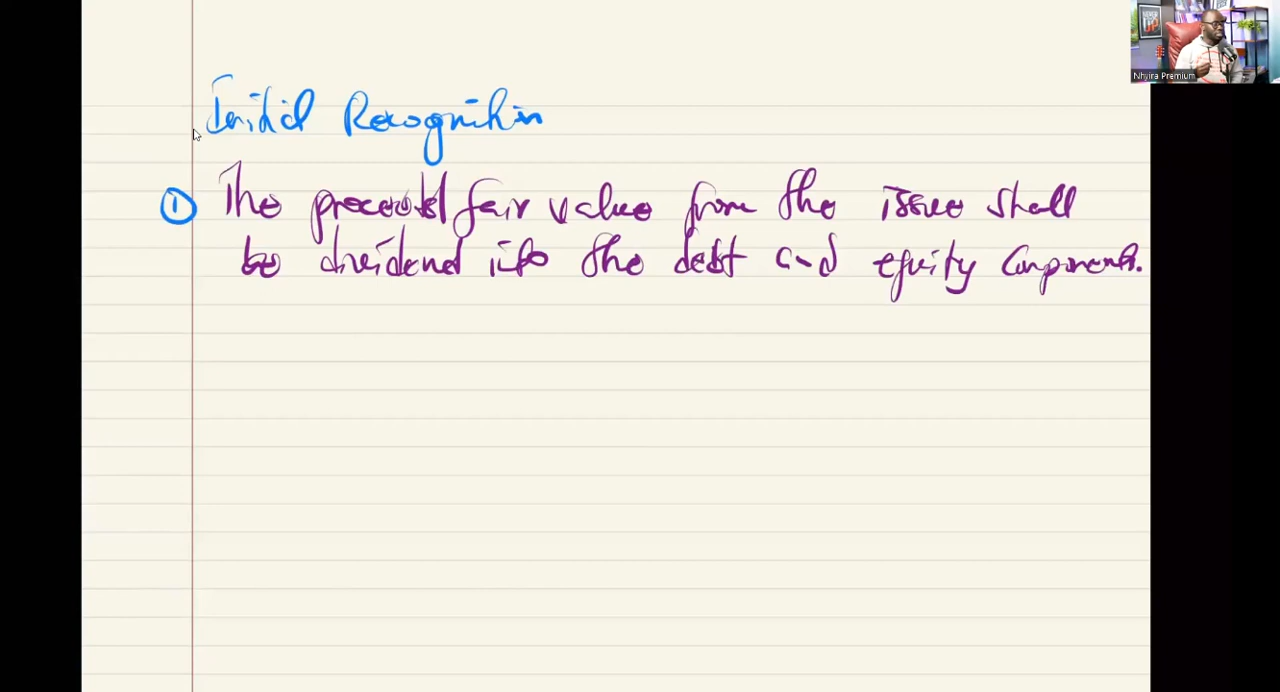 Nhyira Premium
Initial Recognition
① The proceeds/fair value from the issue shall
be dividend into the debt and equity components.